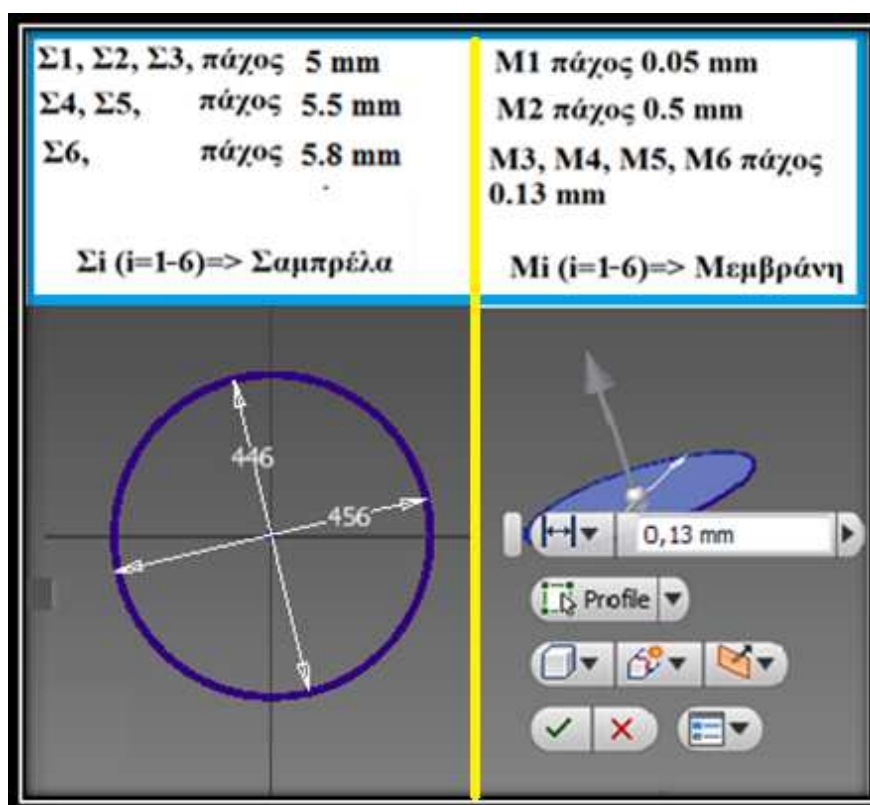 Σ1, Σ2, Σ3, πάχος 5 mm
Σ4, Σ5, πάχος 5.5 mm
Σ6, πάχος 5.8 mm
Σi (i=1-6)=> Σαμπρέλα
M1 πάχος 0.05 mm
M2 πάχος 0.5 mm
M3, M4, M5, M6 πάχος
0.13 mm
Mi (i=1-6)=> Μεμβράνη
446
456
0,13 mm
Profile